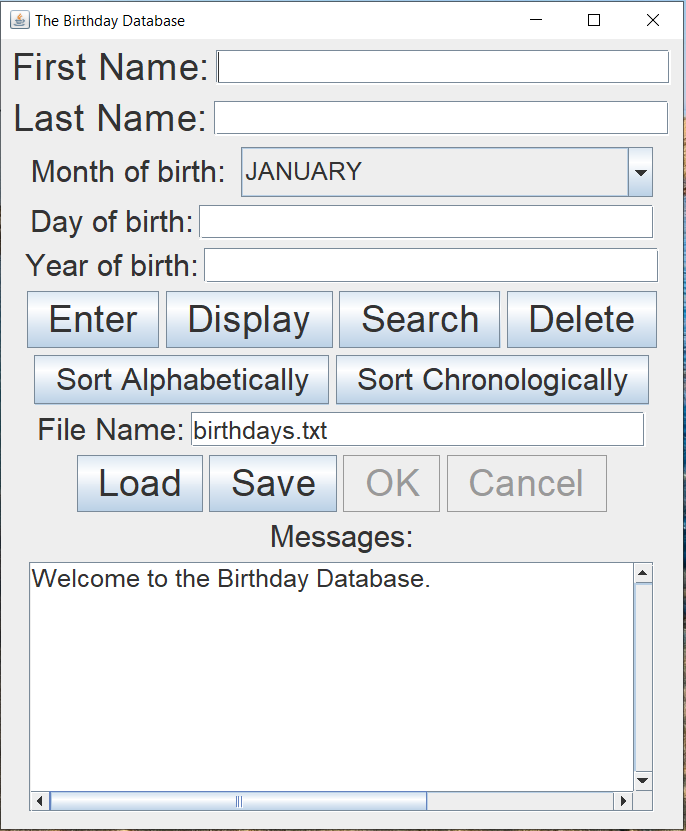 The Birthday Database
First Name:
Last Name:
Month of birth: JANUARY
Day of birth:
Year of birth:
Enter Display Search Delete
Sort Alphabetically Sort Chronologically
File Name: birthdays.txt
Load Save OK Cancel
Messages:
Welcome to the Birthday Database.